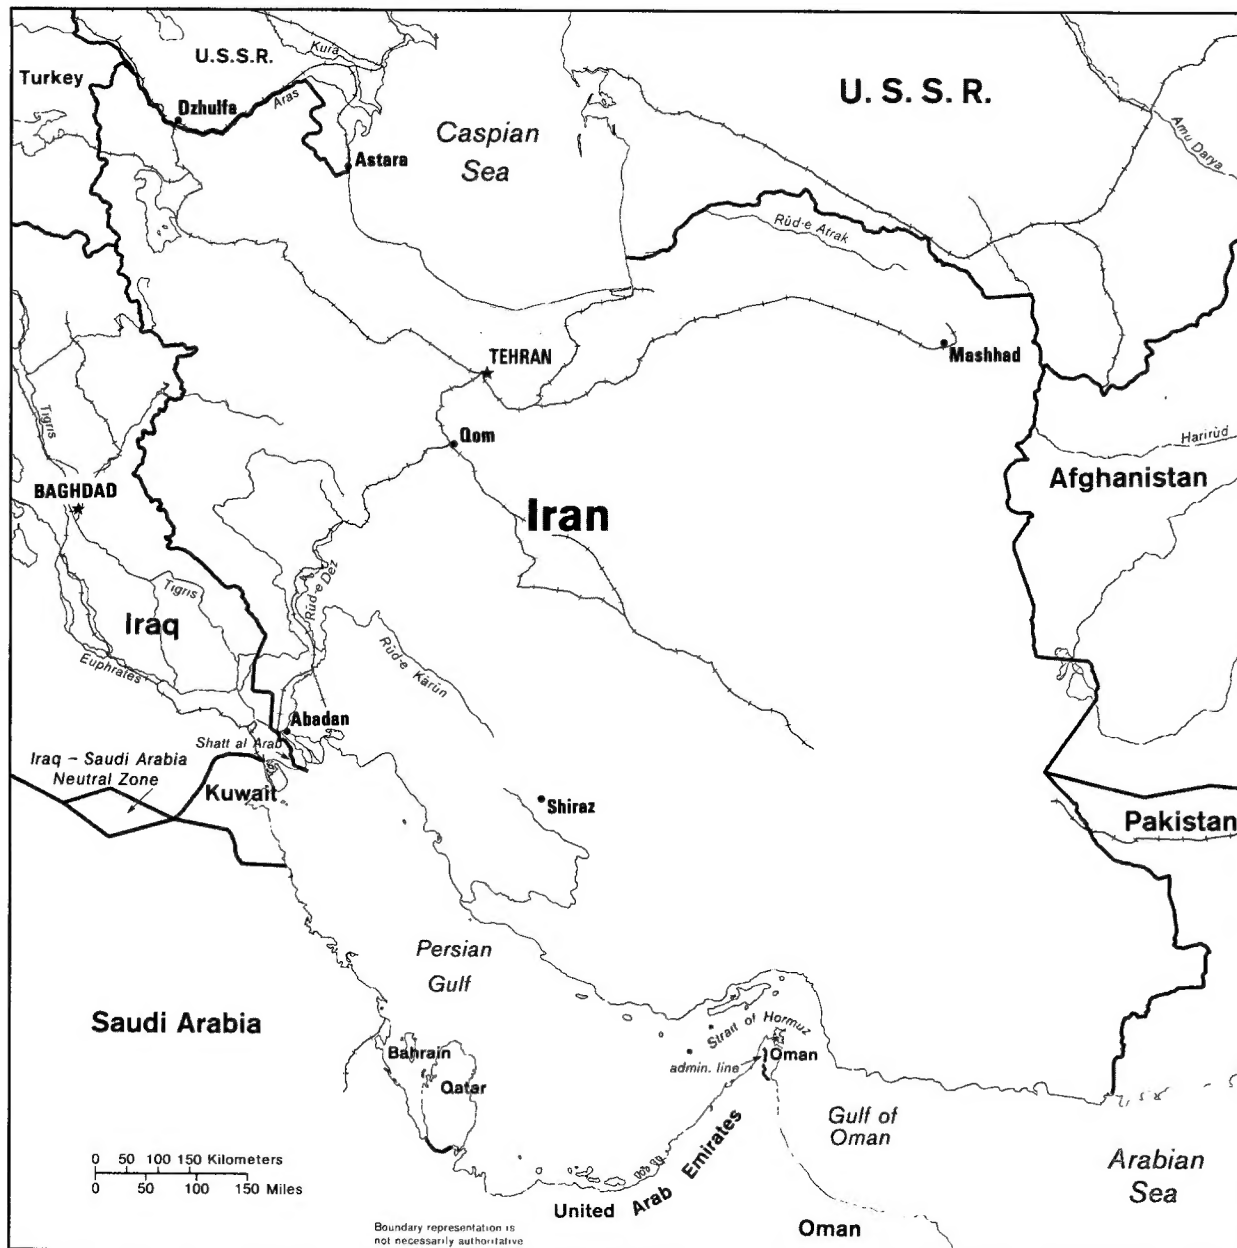 Turkey
U.S.S.R.
Kura
Dzhulfa
Aras
Astara
Caspian
Sea
U.S.S.R.
Amu Darya
Rūd-e Atrak
TEHRAN
Mashhad
Tigris
Qom
Harīrūd
BAGHDAD
Iran
Afghanistan
Tigris
Rūd-e Dez
Iraq
Euphrates
Rūd-e Kārūn
Abadan
Shatt al Arab
Iraq – Saudi Arabia
Neutral Zone
Kuwait
Shiraz
Pakistan
Persian
Gulf
Saudi Arabia
Strait of Hormuz
Bahrain
Oman
admin. line
Qatar
Gulf of
Oman
0 50 100 150 Kilometers
0 50 100 150 Miles
United Arab Emirates
Arabian
Sea
Oman
Boundary representation is
not necessarily authoritative